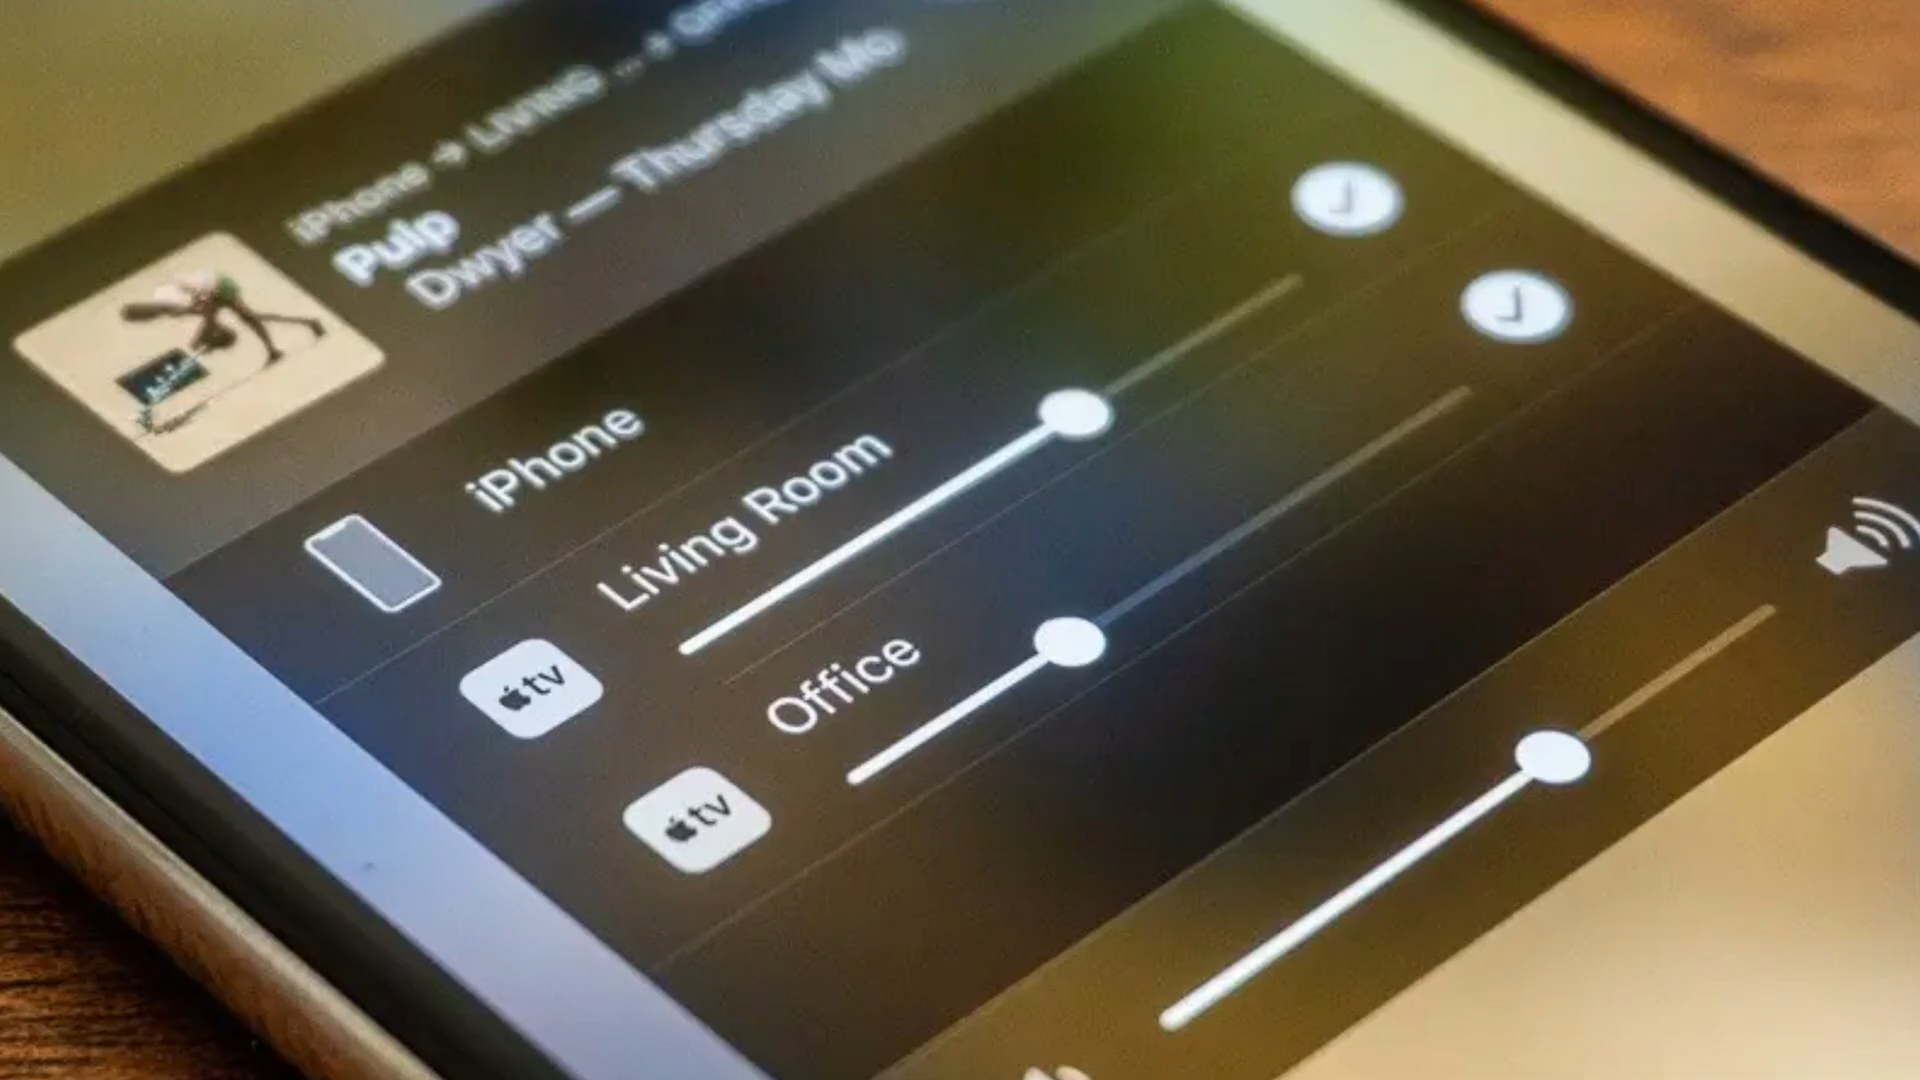 iPhone → LIVING ... +
Pulp
Dwyer — Thursday Mo
iPhone
Living Room
tv
Office
tv